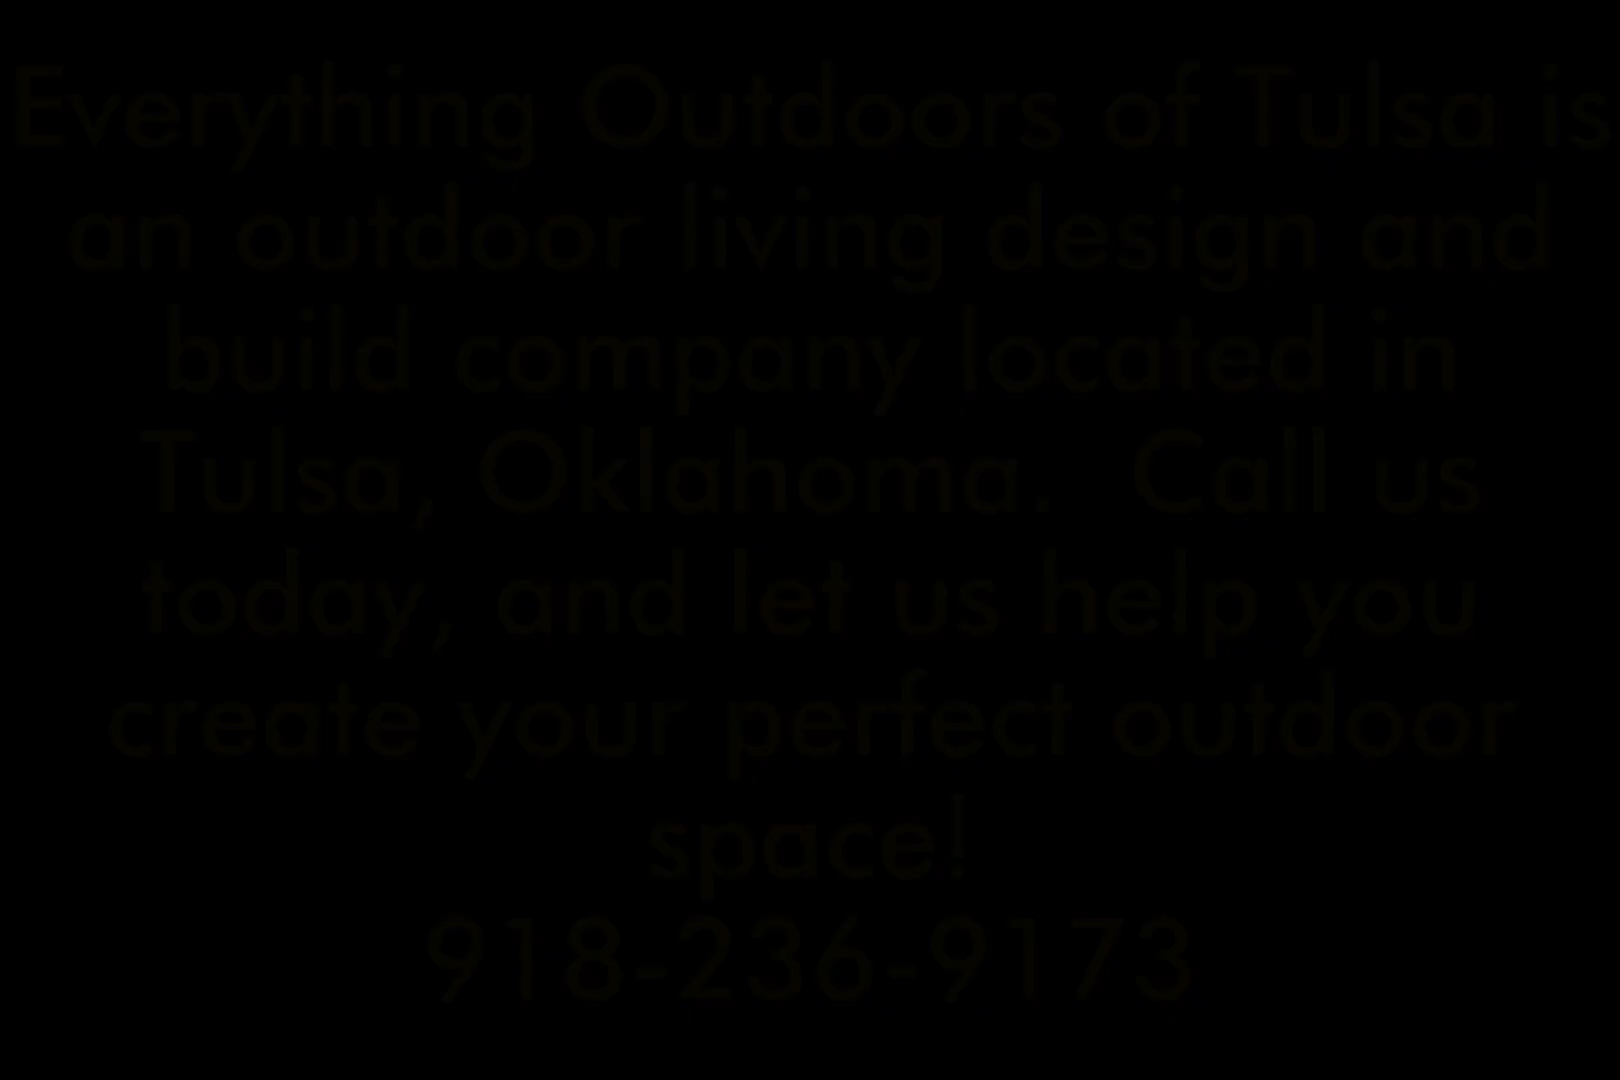 Everything Outdoors of Tulsa is
an outdoor living design and
build company located in
Tulsa, Oklahoma.  Call us
today, and let us help you
create your perfect outdoor
space!
918-236-9173